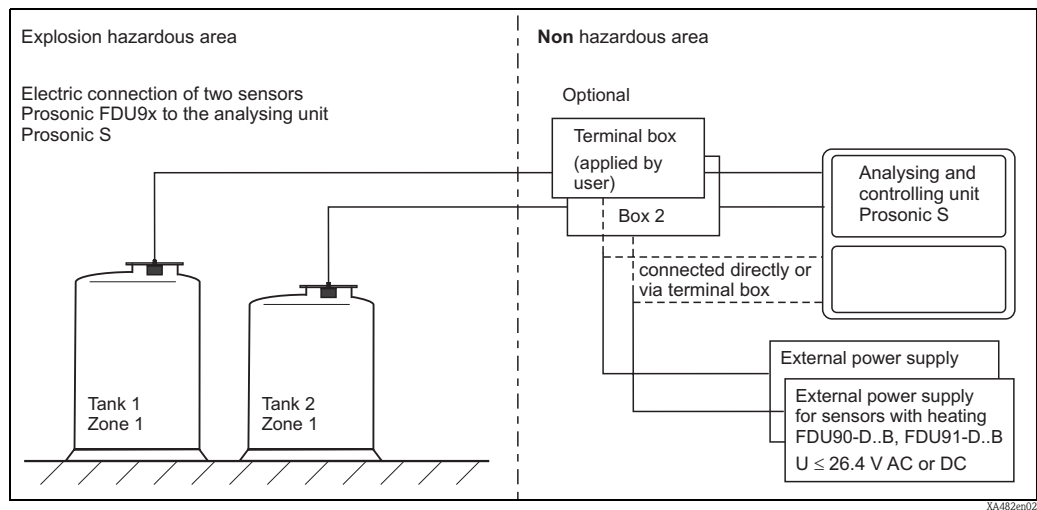 Explosion hazardous area
Non hazardous area
Electric connection of two sensors
Prosonic FDU9x to the analysing unit
Prosonic S
Optional
Terminal box
(applied by
user)
Box 2
Analysing and
controlling unit
Prosonic S
connected directly or
via terminal box
External power supply
External power supply
for sensors with heating
FDU90-D..B, FDU91-D..B
U ≤ 26.4 V AC or DC
Tank 1
Zone 1
Tank 2
Zone 1
XA482en02